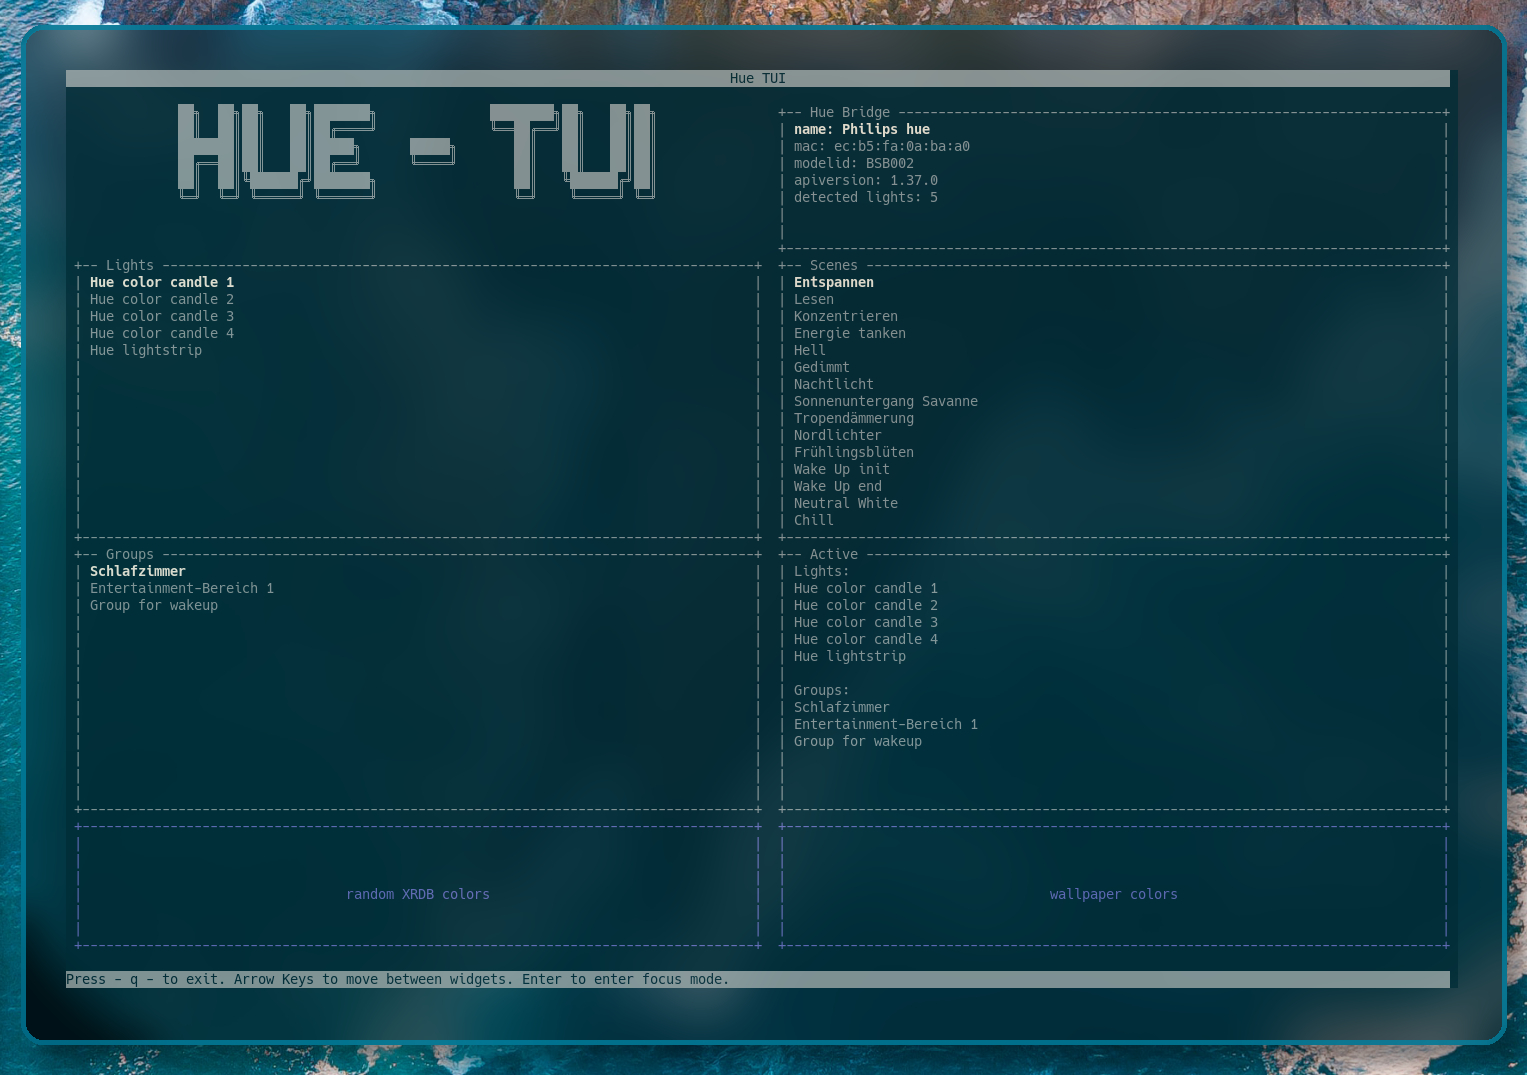 Hue TUI
HUE - TUI
Hue Bridge
name: Philips hue
mac: ec:b5:fa:0a:ba:a0
modelid: BSB002
apiversion: 1.37.0
detected lights: 5
Lights
Hue color candle 1
Hue color candle 2
Hue color candle 3
Hue color candle 4
Hue lightstrip
Scenes
Entspannen
Lesen
Konzentrieren
Energie tanken
Hell
Gedimmt
Nachtlicht
Sonnenuntergang Savanne
Tropendämmerung
Nordlichter
Frühlingsblüten
Wake Up init
Wake Up end
Neutral White
Chill
Groups
Schlafzimmer
Entertainment-Bereich 1
Group for wakeup
Active
Lights:
Hue color candle 1
Hue color candle 2
Hue color candle 3
Hue color candle 4
Hue lightstrip
Groups:
Schlafzimmer
Entertainment-Bereich 1
Group for wakeup
random XRDB colors
wallpaper colors
Press - q - to exit. Arrow Keys to move between widgets. Enter to enter focus mode.